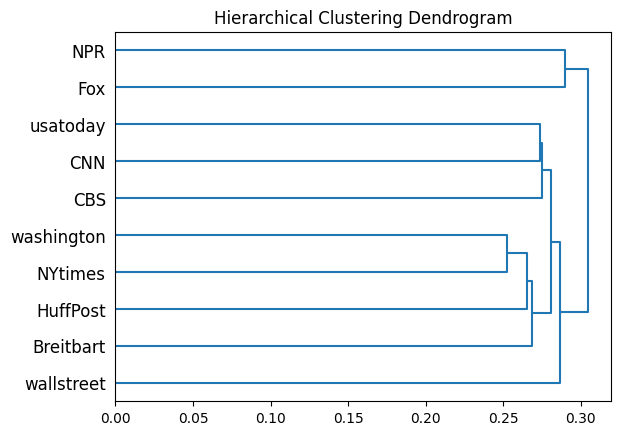 Hierarchical Clustering Dendrogram
NPR
Fox
usatoday
CNN
CBS
washington
NYtimes
HuffPost
Breitbart
wallstreet
0.00 0.05 0.10 0.15 0.20 0.25 0.30